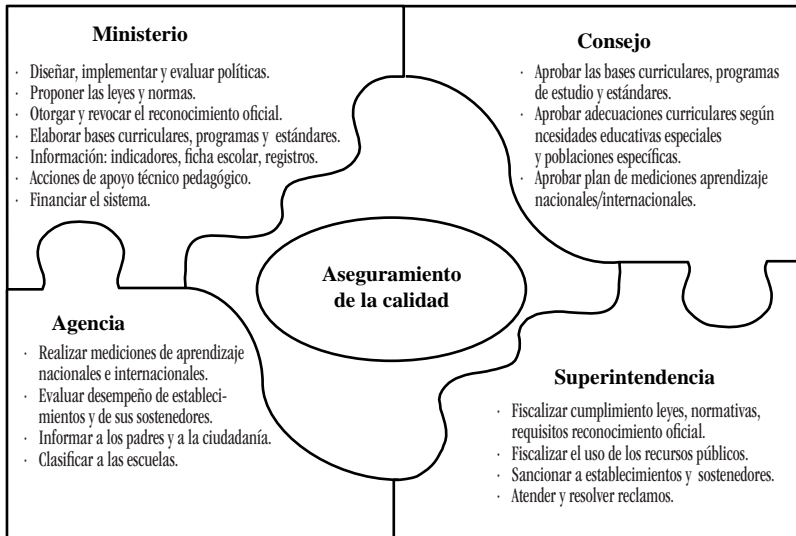 Ministerio
· Diseñar, implementar y evaluar políticas.
· Proponer las leyes y normas.
· Otorgar y revocar el reconocimiento oficial.
· Elaborar bases curriculares, programas y estándares.
· Información: indicadores, ficha escolar, registros.
· Acciones de apoyo técnico pedagógico.
· Financiar el sistema.
Consejo
· Aprobar las bases curriculares, programas
de estudio y estándares.
· Aprobar adecuaciones curriculares según
ncesidades educativas especiales
y poblaciones específicas.
· Aprobar plan de mediciones aprendizaje
nacionales/internacionales.
Aseguramiento
de la calidad
Agencia
· Realizar mediciones de aprendizaje
nacionales e internacionales.
· Evaluar desempeño de estableci-
mientos y de sus sostenedores.
· Informar a los padres y a la ciudadanía.
· Clasificar a las escuelas.
Superintendencia
· Fiscalizar cumplimiento leyes, normativas,
requisitos reconocimiento oficial.
· Fiscalizar el uso de los recursos públicos.
· Sancionar a establecimientos y sostenedores.
· Atender y resolver reclamos.